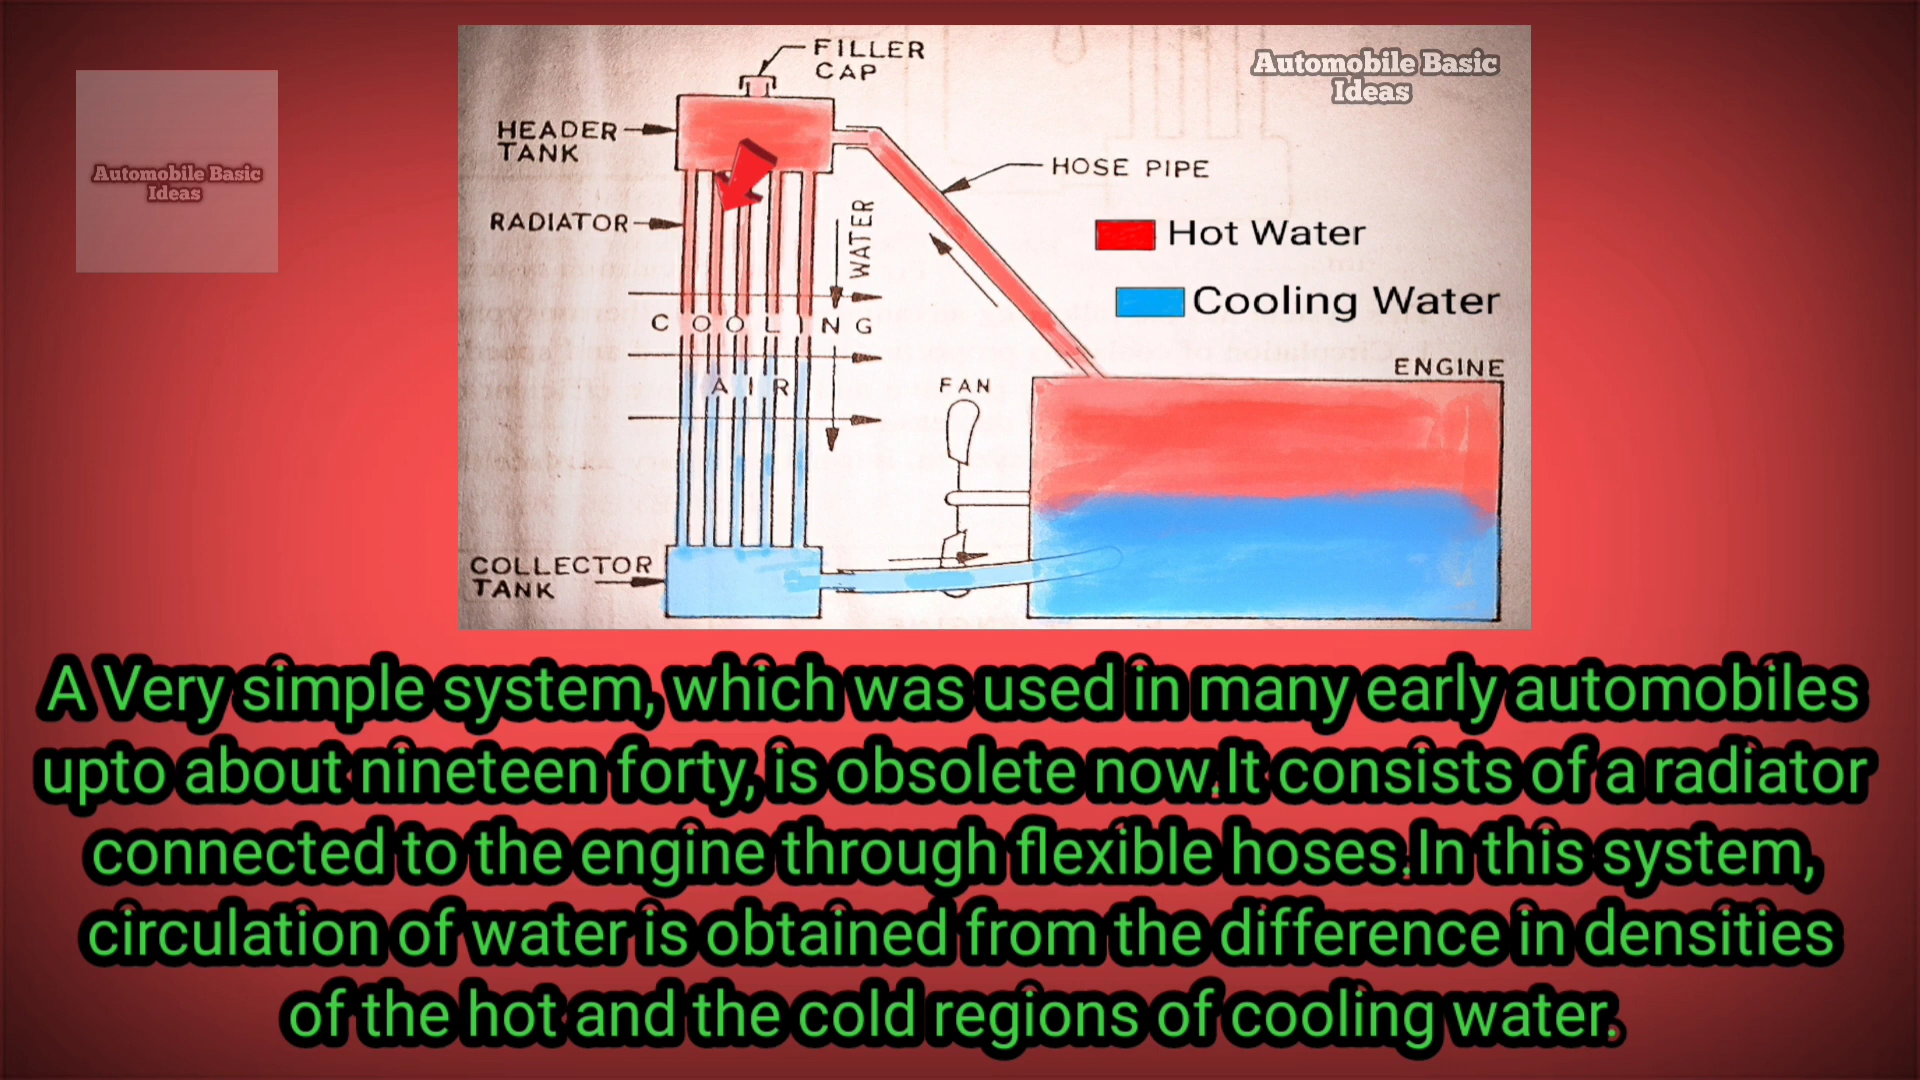 Automobile Basic
Ideas
FILLER
CAP
Automobile Basic
Ideas
HEADER
TANK
HOSE PIPE
RADIATOR
WATER
Hot Water
Cooling Water
COOLING
AIR
ENGINE
FAN
COLLECTOR
TANK
A Very simple system, which was used in many early automobiles
upto about nineteen forty, is obsolete now.It consists of a radiator
connected to the engine through flexible hoses.In this system,
circulation of water is obtained from the difference in densities
of the hot and the cold regions of cooling water.